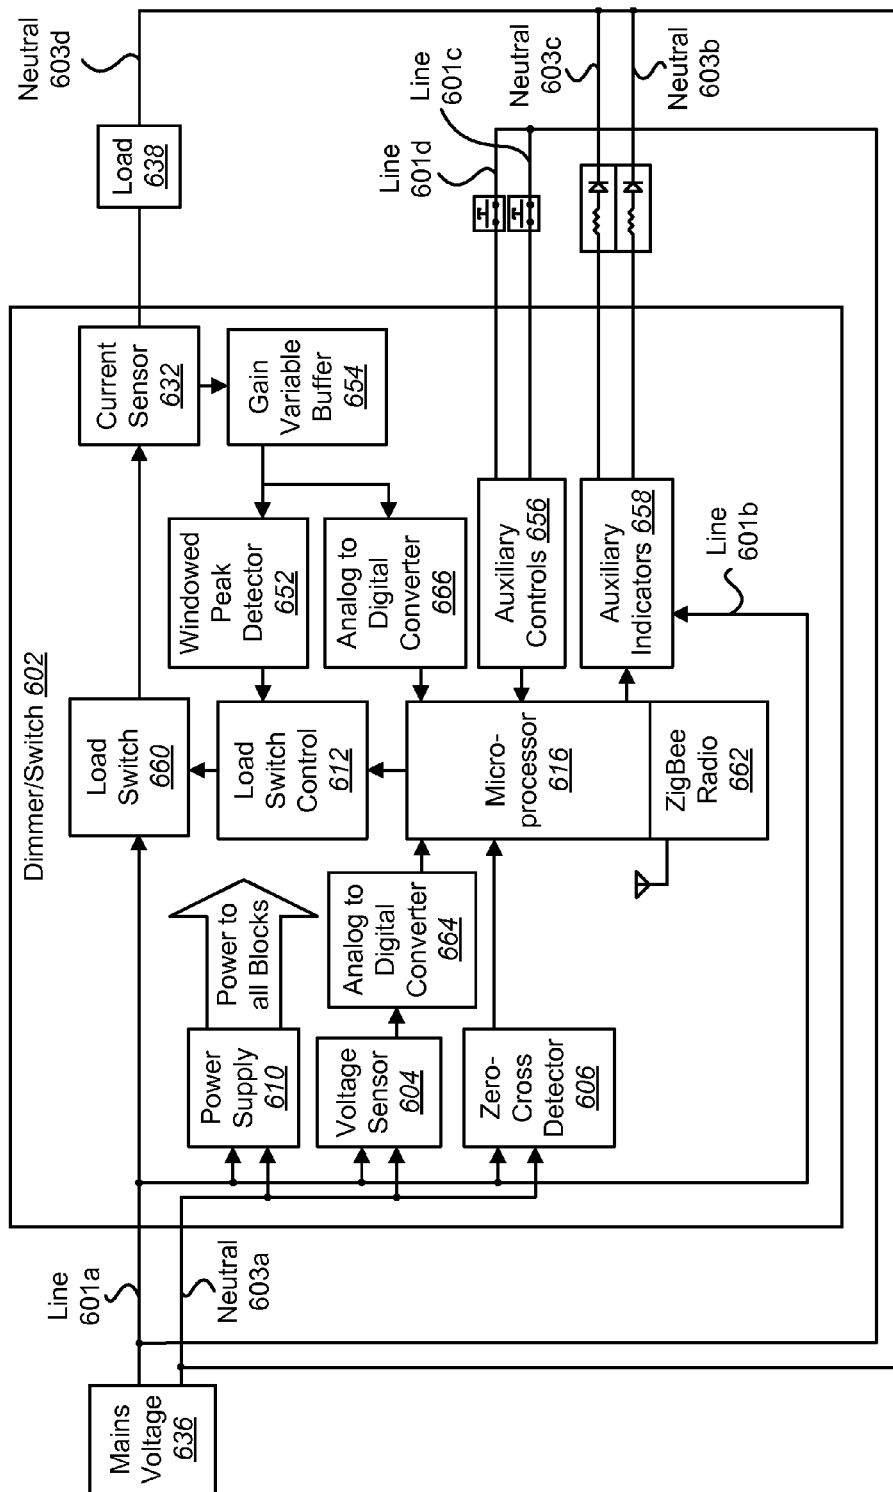 Mains
Voltage
636
Line
601a
Neutral
603a
Dimmer/Switch 602
Power
Supply
610
Power to
all Blocks
Voltage
Sensor
604
Analog to
Digital
Converter
664
Zero-
Cross
Detector
606
Load
Switch
660
Load
Switch
Control
612
Micro-
processor
616
ZigBee
Radio
662
Windowed
Peak
Detector
652
Analog to
Digital
Converter
666
Auxiliary
Controls 656
Auxiliary
Indicators 658
Line
601b
Current
Sensor
632
Gain
Variable
Buffer
654
Load
638
Neutral
603d
Line
601d
Line
601c
Neutral
603c
Neutral
603b